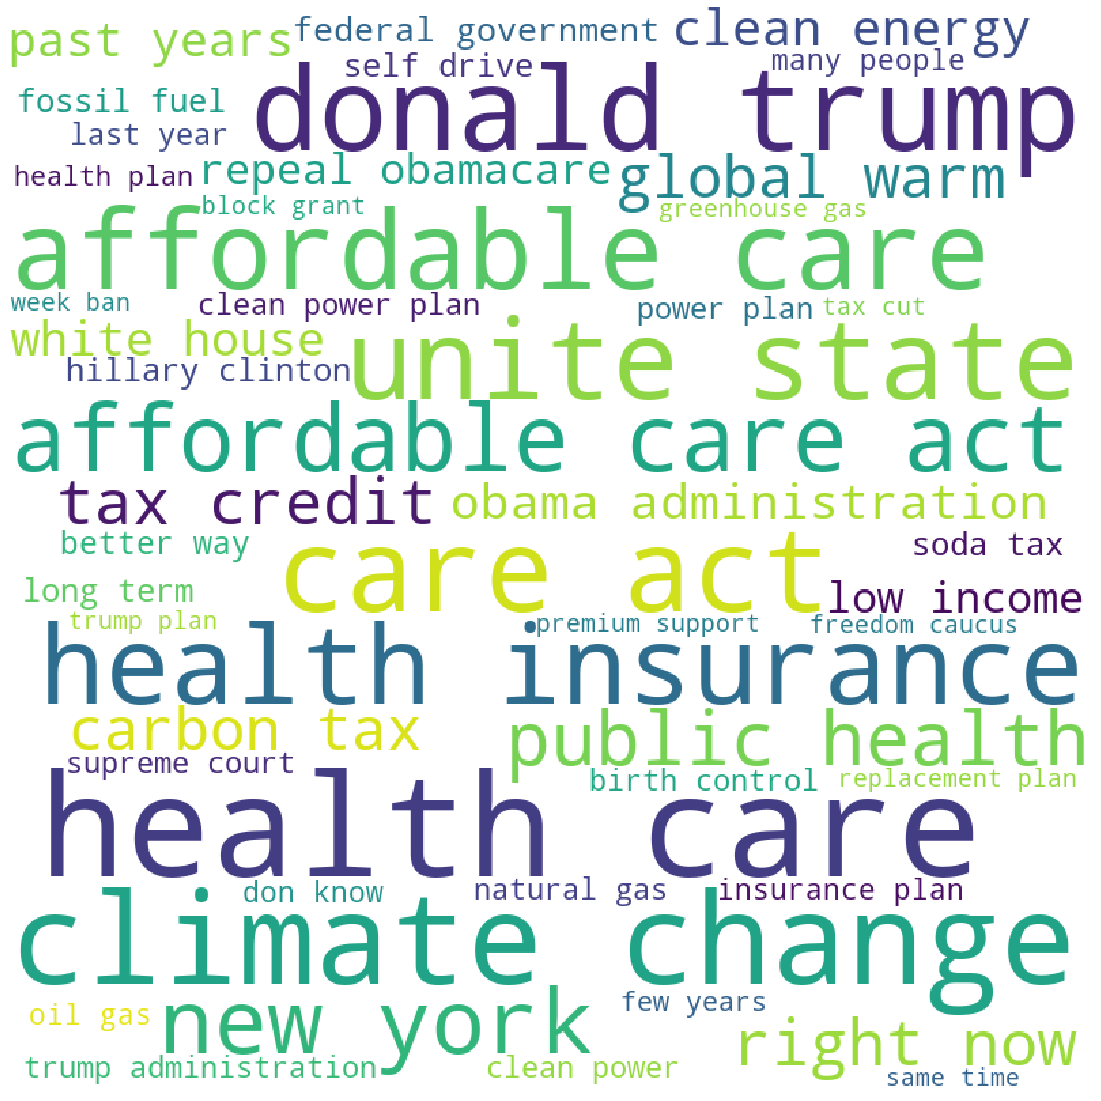 past years federal government clean energy
self drive many people
fossil fuel donald trump
last year
health plan repeal obamacare global warm
block grant greenhouse gas
affordable care
week ban clean power plan power plan tax cut
white house unite state
hillary clinton
affordable care act
tax credit obama administration
better way care act soda tax
long term low income
trump plan premium support freedom caucus
health insurance
carbon tax public health
supreme court birth control replacement plan
health care
don know natural gas insurance plan
climate change
oil gas new york few years right now
trump administration clean power same time